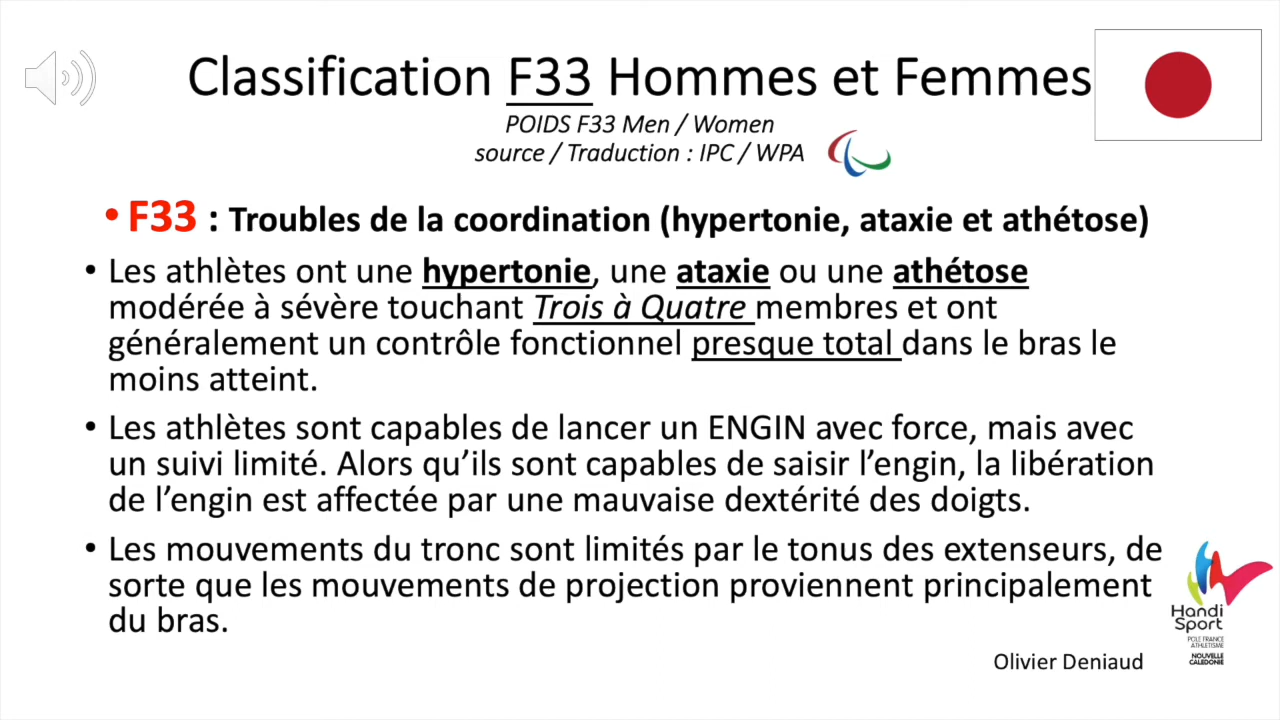 Classification F33 Hommes et Femmes
POIDS F33 Men / Women
source / Traduction : IPC / WPA
• F33 : Troubles de la coordination (hypertonie, ataxie et athétose)
• Les athlètes ont une hypertonie, une ataxie ou une athétose
modérée à sévère touchant Trois à Quatre membres et ont
généralement un contrôle fonctionnel presque total dans le bras le
moins atteint.
• Les athlètes sont capables de lancer un ENGIN avec force, mais avec
un suivi limité. Alors qu’ils sont capables de saisir l’engin, la libération
de l’engin est affectée par une mauvaise dextérité des doigts.
• Les mouvements du tronc sont limités par le tonus des extenseurs, de
sorte que les mouvements de projection proviennent principalement
du bras.
Handi
Sport
POLE FRANCE
ATHLETISME
NOUVELLE
CALEDONIE
Olivier Deniaud